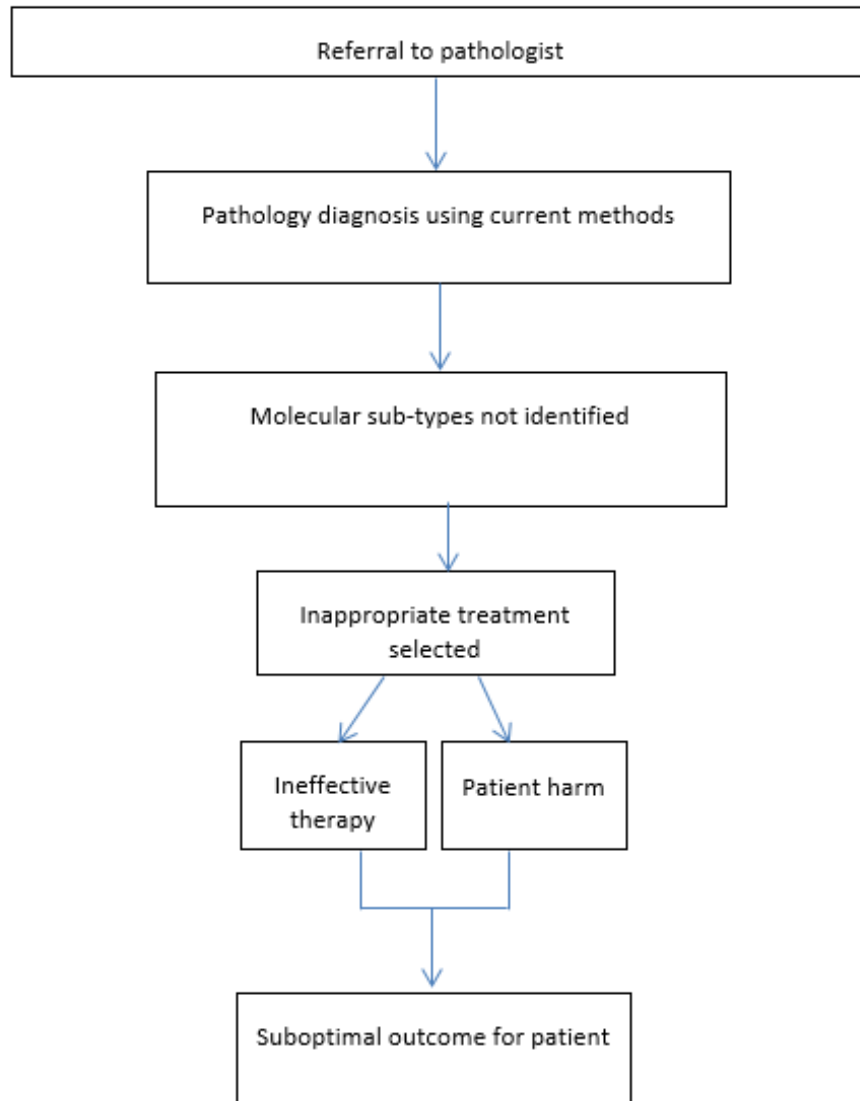 Referral to pathologist
Pathology diagnosis using current methods
Molecular sub-types not identified
Inappropriate treatment
selected
Ineffective
therapy
Patient harm
Suboptimal outcome for patient